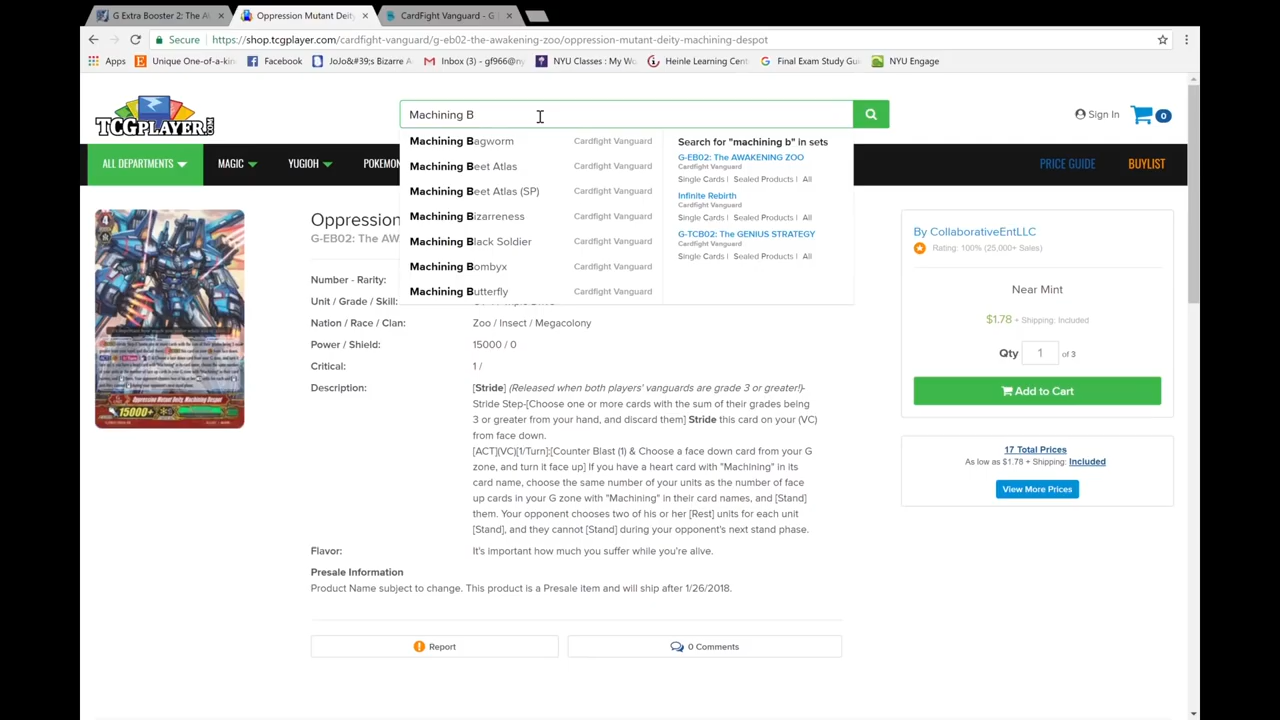 G Extra Booster 2: The A
Oppression Mutant Deity
CardFight Vanguard - G
Secure
https://shop.tcgplayer.com/cardfight-vanguard/g-eb02-the-awakening-zoo/oppression-mutant-deity-machining-despot
Apps
Unique One-of-a-kin
Facebook
JoJo&#39;s Bizarre A
Inbox (3) - gf966@ny
NYU Classes : My Wo
Heinle Learning Cent
Final Exam Study Gui
NYU Engage
TCGPLAYER.COM
Machining B
Sign In
0
ALL DEPARTMENTS
MAGIC
YUGIOH
POKEMON
PRICE GUIDE
BUYLIST
Machining Bagworm Cardfight Vanguard
Machining Beet Atlas Cardfight Vanguard
Machining Beet Atlas (SP) Cardfight Vanguard
Machining Bizarreness Cardfight Vanguard
Machining Black Soldier Cardfight Vanguard
Machining Bombyx Cardfight Vanguard
Machining Butterfly Cardfight Vanguard
Search for "machining b" in sets
G-EB02: The AWAKENING ZOO
Cardfight Vanguard
Single Cards | Sealed Products | All
Infinite Rebirth
Cardfight Vanguard
Single Cards | Sealed Products | All
G-TCB02: The GENIUS STRATEGY
Cardfight Vanguard
Single Cards | Sealed Products | All
4
Oppression Mutant Deity, Machining Despot
15000+
Oppression
G-EB02: The AW
Number - Rarity:
Unit / Grade / Skill:
Nation / Race / Clan: Zoo / Insect / Megacolony
Power / Shield: 15000 / 0
Critical: 1 /
Description: [Stride] (Released when both players' vanguards are grade 3 or greater!)-
Stride Step-[Choose one or more cards with the sum of their grades being
3 or greater from your hand, and discard them] Stride this card on your (VC)
from face down.
[ACT](VC)[1/Turn]:[Counter Blast (1) & Choose a face down card from your G
zone, and turn it face up] If you have a heart card with "Machining" in its
card name, choose the same number of your units as the number of face
up cards in your G zone with "Machining" in their card names, and [Stand]
them. Your opponent chooses two of his or her [Rest] units for each unit
[Stand], and they cannot [Stand] during your opponent's next stand phase.
Flavor: It's important how much you suffer while you're alive.
Presale Information
Product Name subject to change. This product is a Presale item and will ship after 1/26/2018.
Report
0 Comments
By CollaborativeEntLLC
Rating: 100% (25,000+ Sales)
Near Mint
$1.78 + Shipping: Included
Qty 1 of 3
Add to Cart
17 Total Prices
As low as $1.78 + Shipping: Included
View More Prices